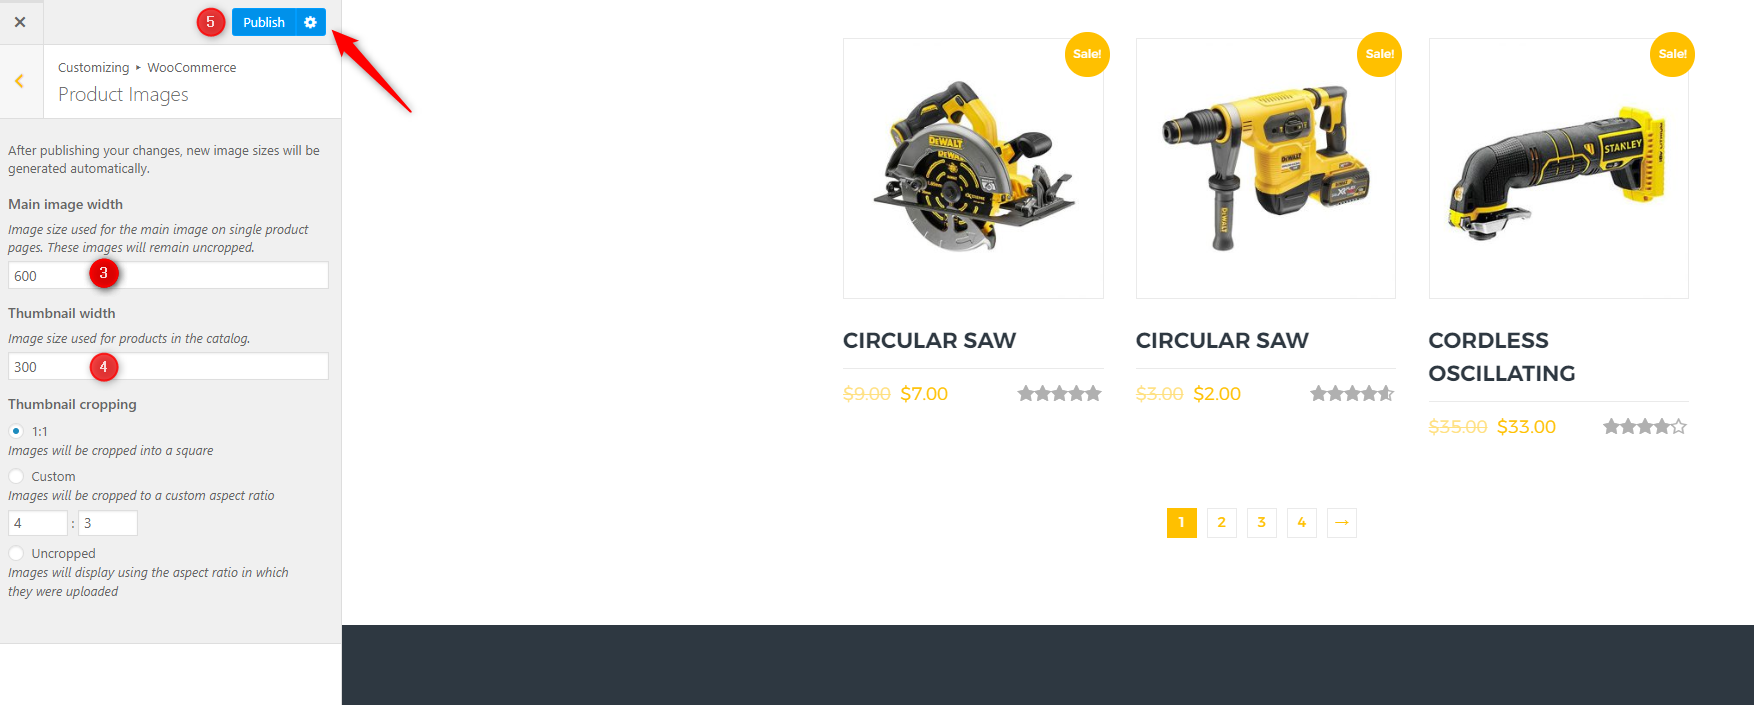 5
Publish
Customizing ▸ WooCommerce
Product Images
After publishing your changes, new image sizes will be
generated automatically.
Main image width
Image size used for the main image on single product
pages. These images will remain uncropped.
600
3
Thumbnail width
Image size used for products in the catalog.
300
4
Thumbnail cropping
1:1
Images will be cropped into a square
Custom
Images will be cropped to a custom aspect ratio
4 : 3
Uncropped
Images will display using the aspect ratio in which
they were uploaded
Sale!
DEWALT
DEWALT
CIRCULAR SAW
$9.00 $7.00
Sale!
DEWALT
DEWALT
CIRCULAR SAW
$3.00 $2.00
Sale!
STANLEY
CORDLESS
OSCILLATING
$35.00 $33.00
1 2 3 4 →